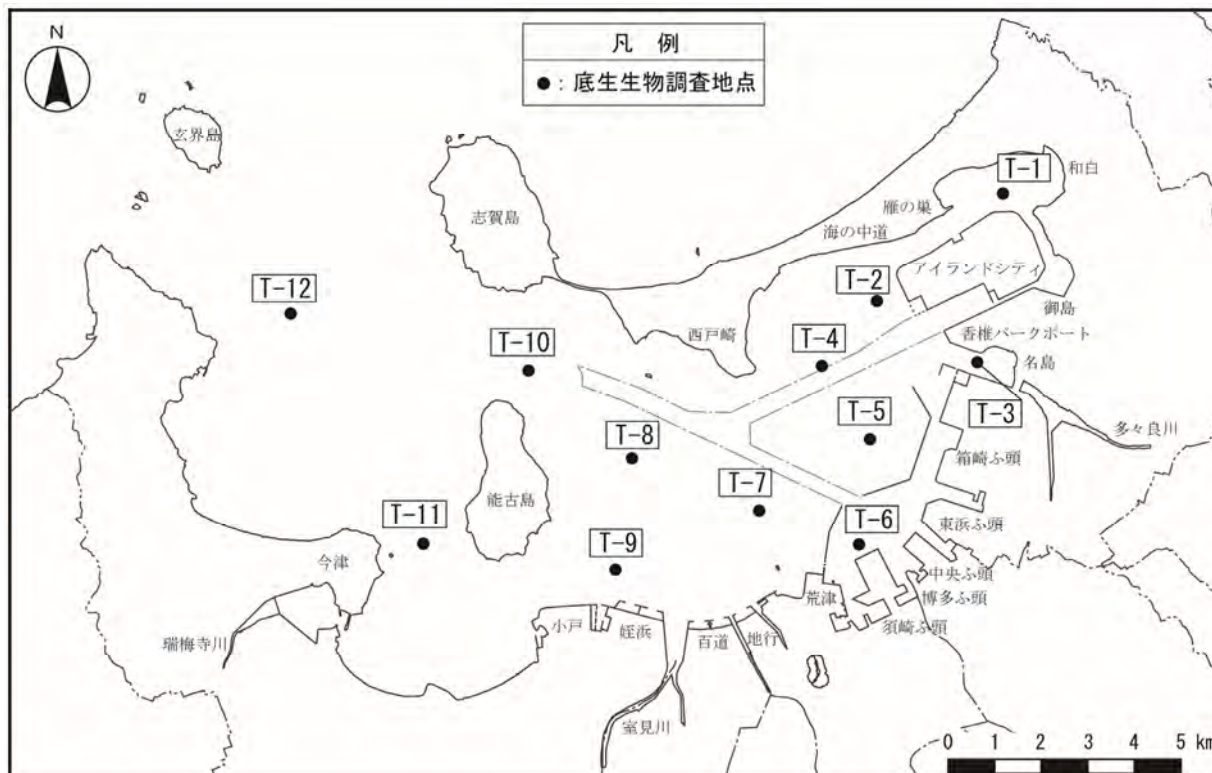 N
凡 例
●: 底生生物調査地点
玄界島
志賀島
T-1
和白
雁の巣
海の中道
アイランドシティ
T-2
T-12
御島
香椎パークポート
西戸崎
T-4
T-10
名島
T-3
T-5
多々良川
T-8
箱崎ふ頭
能古島
T-7
T-11
T-6
東浜ふ頭
T-9
今津
中央ふ頭
荒津
博多ふ頭
小戸
姪浜
百道
地行
須崎ふ頭
瑞梅寺川
室見川
0 1 2 3 4 5 km